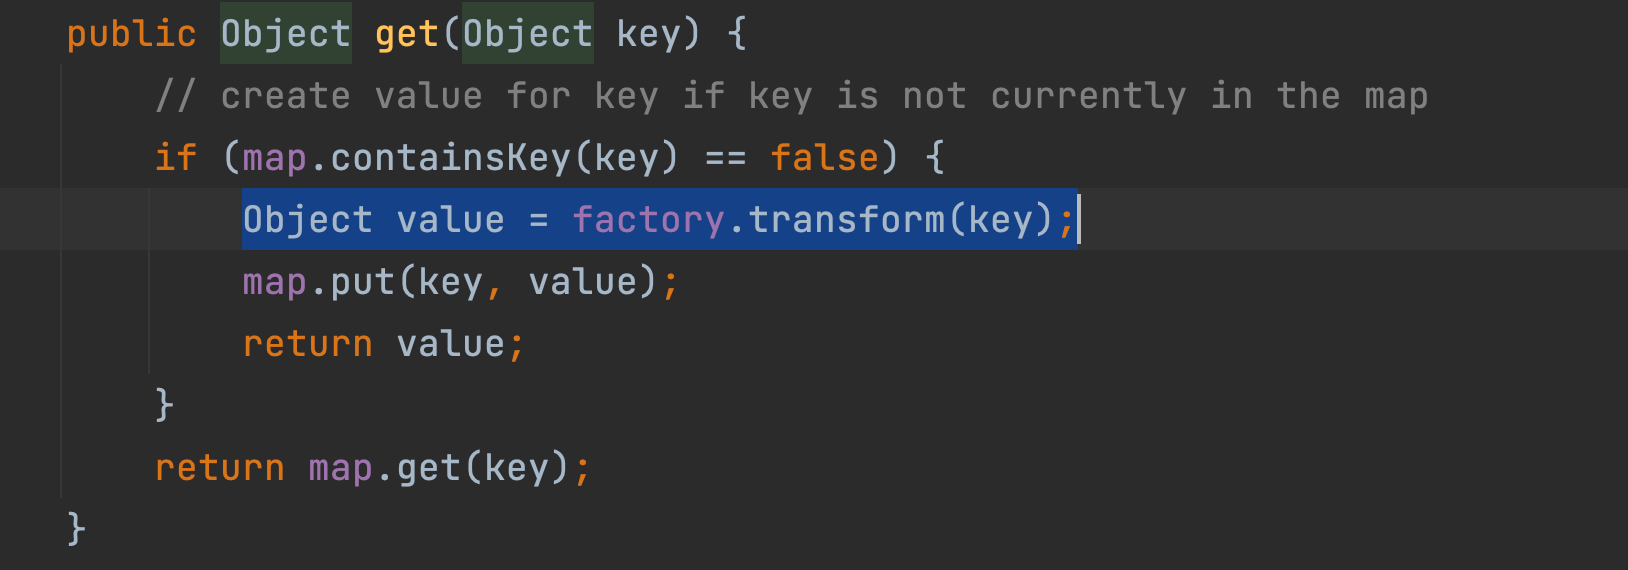 public Object get(Object key) {
// create value for key if key is not currently in the map
if (map.containsKey(key) == false) {
Object value = factory.transform(key);
map.put(key, value);
return value;
}
return map.get(key);
}